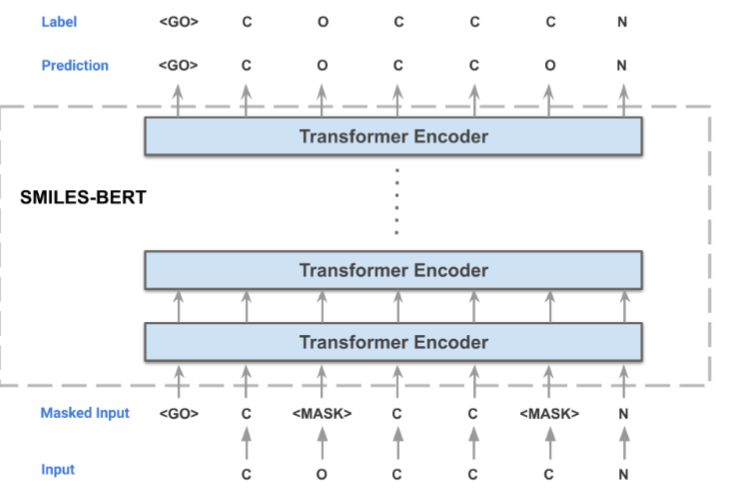 Label <GO> C O C C C N
Prediction <GO> C O C C O N
Transformer Encoder
SMILES-BERT
Transformer Encoder
Transformer Encoder
Masked Input <GO> C <MASK> C C <MASK> N
Input C O C C C N